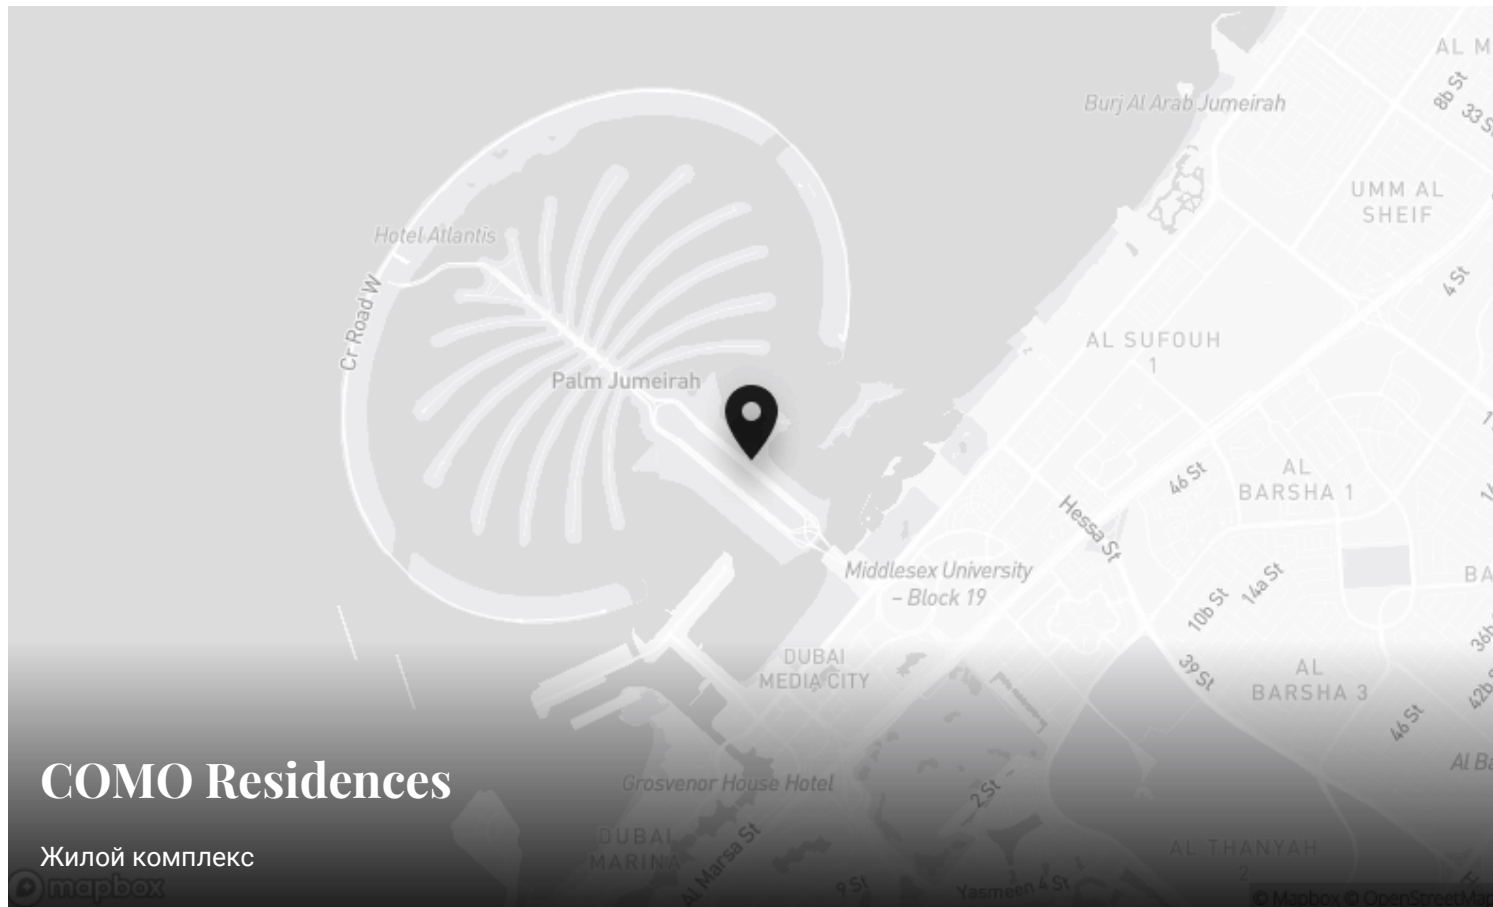 AL M
8b St
33 S
Burj Al Arab Jumeirah
UMM AL
SHEIF
Hotel Atlantis
4 St
Cr Road W
AL SUFOUH
1
Palm Jumeirah
46 St
AL
BARSHA 1
Hessa St
Middlesex University
– Block 19
14a St
BA
10b St
36b
DUBAI
MEDIA CITY
39 St
AL
BARSHA 3
42b S
46 St
COMO Residences
Grosvenor House Hotel
2 St
Al Ba
DUBAI
MARINA
Al Marsa St
AL THANYAH
2
Жилой комплекс
mapbox
9 St
Yasmeen 4 St
© Mapbox © OpenStreetMap